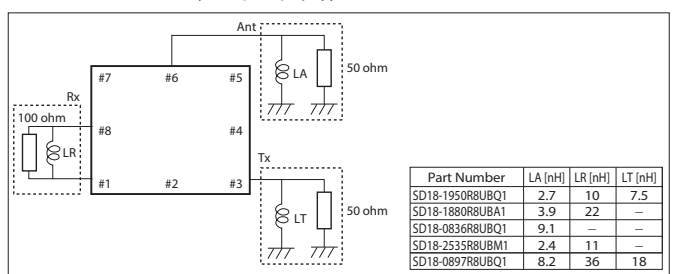 Ant
#7 #6 #5
LA
50 ohm
Rx
100 ohm
#8
#4
LR
Tx
#1 #2 #3
LT
50 ohm
Part Number LA [nH] LR [nH] LT [nH]
SD18-1950R8UBQ1 2.7 10 7.5
SD18-1880R8UBA1 3.9 22 –
SD18-0836R8UBQ1 9.1 – –
SD18-2535R8UBM1 2.4 11 –
SD18-0897R8UBQ1 8.2 36 18